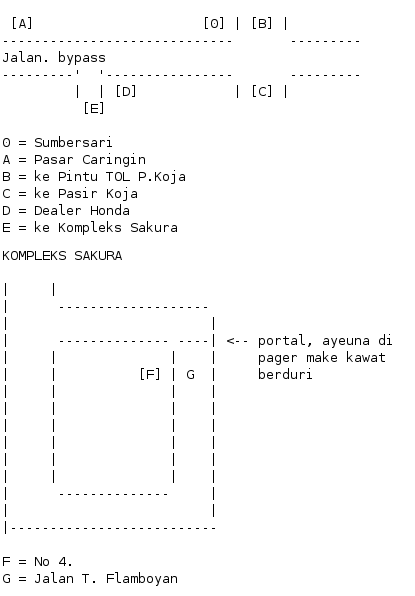 [A] [O] | [B] |
Jalan. bypass
| | [D] | [C] |
[E]
O = Sumbersari
A = Pasar Caringin
B = ke Pintu TOL P.Koja
C = ke Pasir Koja
D = Dealer Honda
E = ke Kompleks Sakura
KOMPLEKS SAKURA
<-- portal, ayeuna di
pager make kawat
[F] | G | berduri
F = No 4.
G = Jalan T. Flamboyan